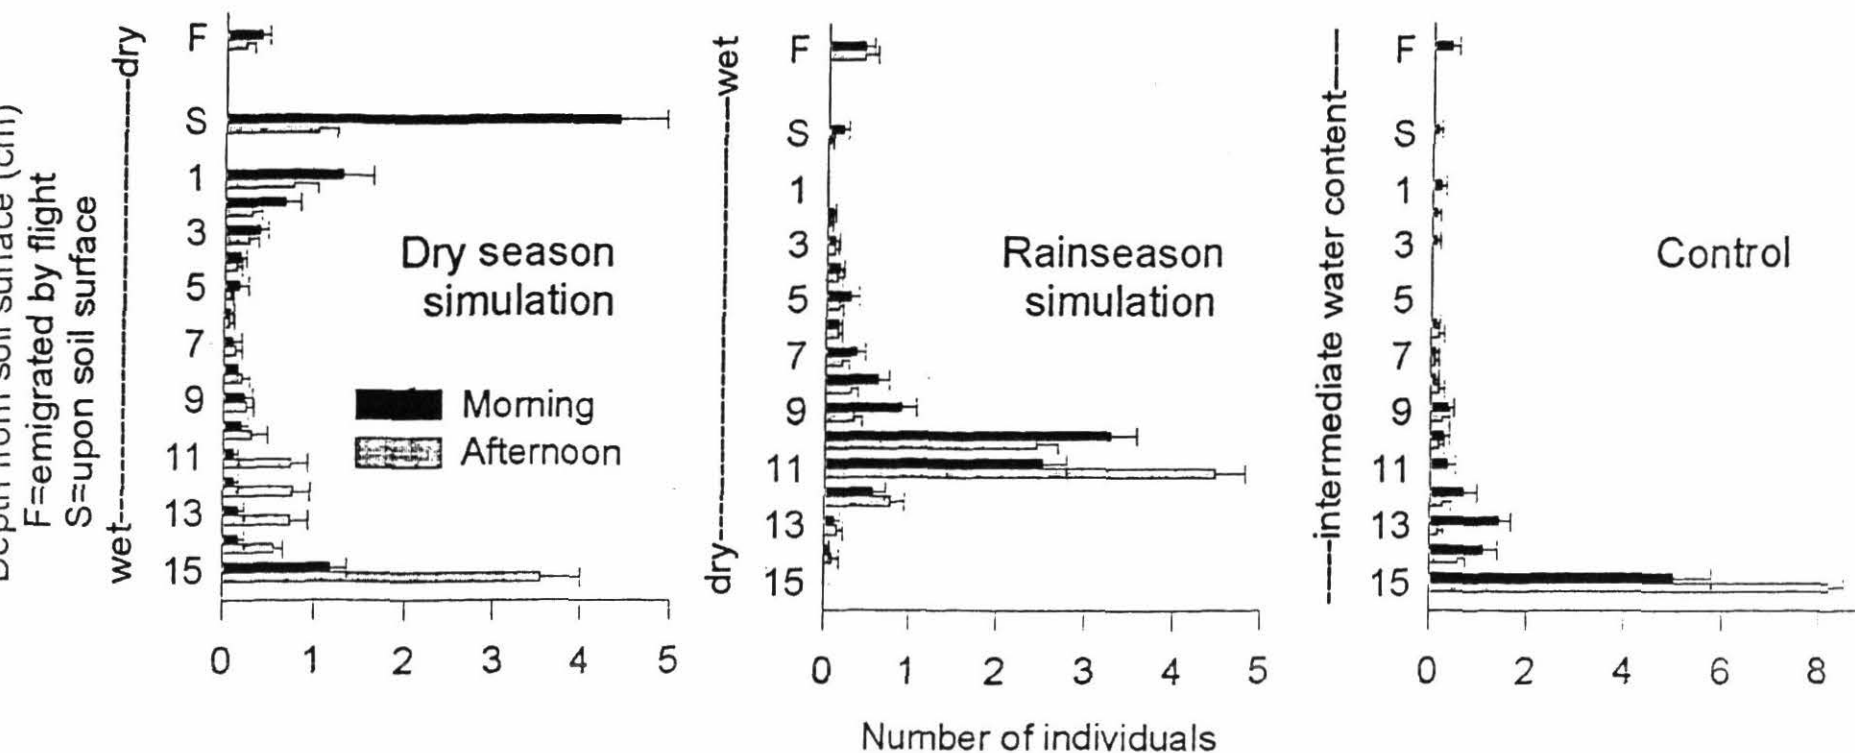 Depth from soil surface (cm)
F=emigrated by flight
S=upon soil surface
wet------dry
F
S
1
3
5
7
9
11
13
15
Dry season
simulation
Morning
Afternoon
0 1 2 3 4 5
dry------wet
F
S
1
3
5
7
9
11
13
15
Rainseason
simulation
0 1 2 3 4 5
Number of individuals
----intermediate water content----
F
S
1
3
5
7
9
11
13
15
Control
0 2 4 6 8